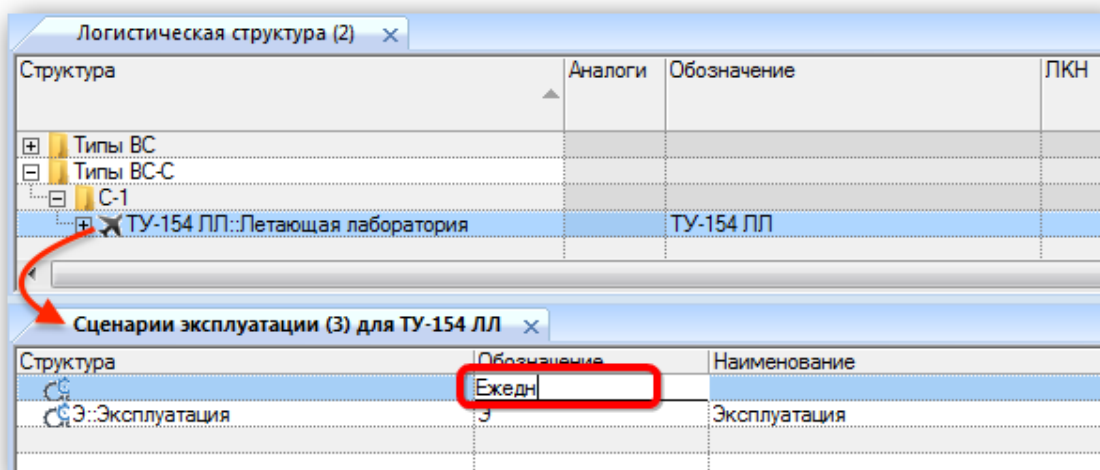 Логистическая структура (2)
Структура Аналоги Обозначение ЛКН
Типы ВС
Типы ВС-С
С-1
ТУ-154 ЛЛ::Летающая лаборатория ТУ-154 ЛЛ
Сценарии эксплуатации (3) для ТУ-154 ЛЛ
Структура Обозначение Наименование
Ежедн
Э::Эксплуатация Э Эксплуатация